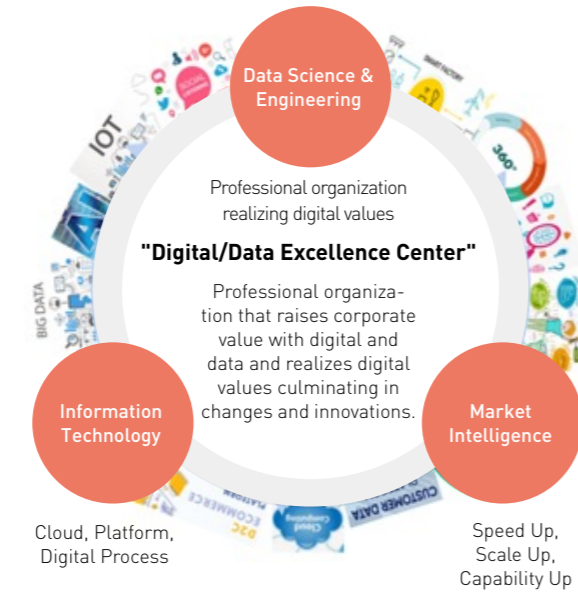 Data Science &
Engineering
SOCIAL
LISTENING
SMART FACTORY
IOT
360°
AI
BIG DATA
Professional organization
realizing digital values
"Digital/Data Excellence Center"
Professional organiza-
tion that raises corporate
value with digital and
data and realizes digital
values culminating in
changes and innovations.
Information
Technology
Market
Intelligence
D2C
ECOMMERCE
PLATFORM
Cloud
Computing
CUSTOMER DATA
Cloud, Platform,
Digital Process
Speed Up,
Scale Up,
Capability Up